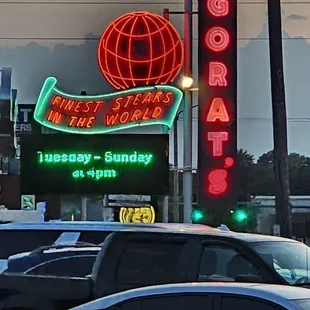 FINEST STEAKS
IN THE WORLD
Tuesday - Sunday
at 4pm
GORAT'S